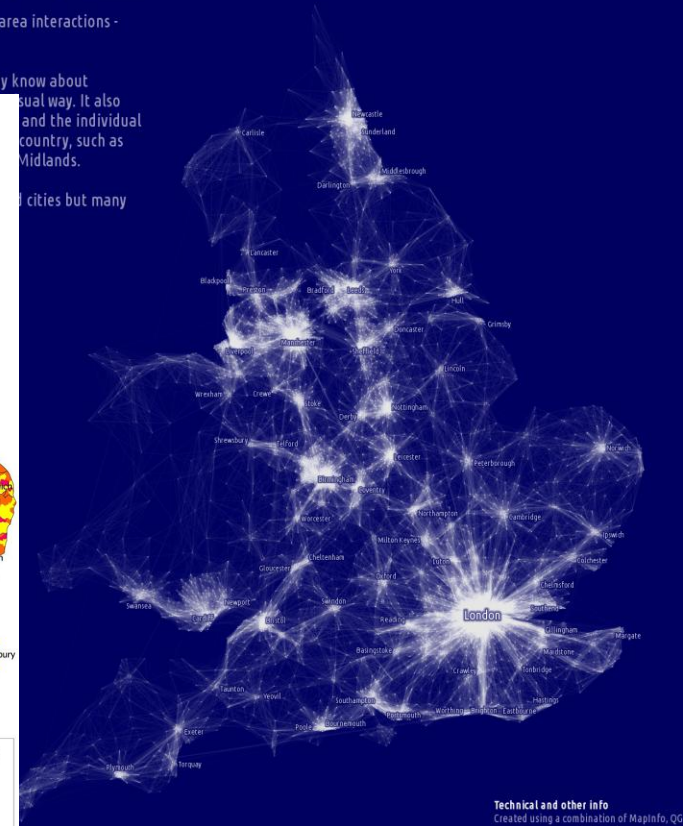 area interactions -
y know about
sual way. It also
and the individual
country, such as
Midlands.
d cities but many
Newcastle
Sunderland
Carlisle
Middlesbrough
Darlington
Lancaster
York
Blackpool
Preston
Bradford
Leeds
Hull
Grimsby
Doncaster
Manchester
Liverpool
Sheffield
Lincoln
Wrexham
Crewe
Stoke
Nottingham
Derby
Shrewsbury
Telford
Leicester
Norwich
Peterborough
Birmingham
Coventry
Worcester
Northampton
Cambridge
Ipswich
Milton Keynes
Cheltenham
Gloucester
Luton
Colchester
Oxford
Chelmsford
Swansea
Newport
Cardiff
Swindon
Southend
London
Bristol
Reading
Gillingham
Margate
Basingstoke
Maidstone
bury
Crawley
Tonbridge
Taunton
Yeovil
Southampton
Hastings
Portsmouth
Worthing
Brighton
Eastbourne
Poole
Bournemouth
Exeter
Torquay
Plymouth
Technical and other info
Created using a combination of MapInfo, QG